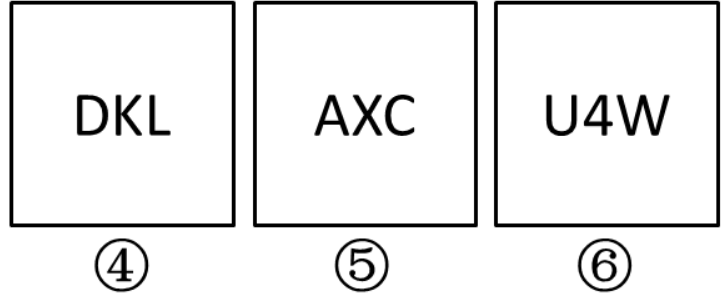 DKL AXC U4W
④ ⑤ ⑥